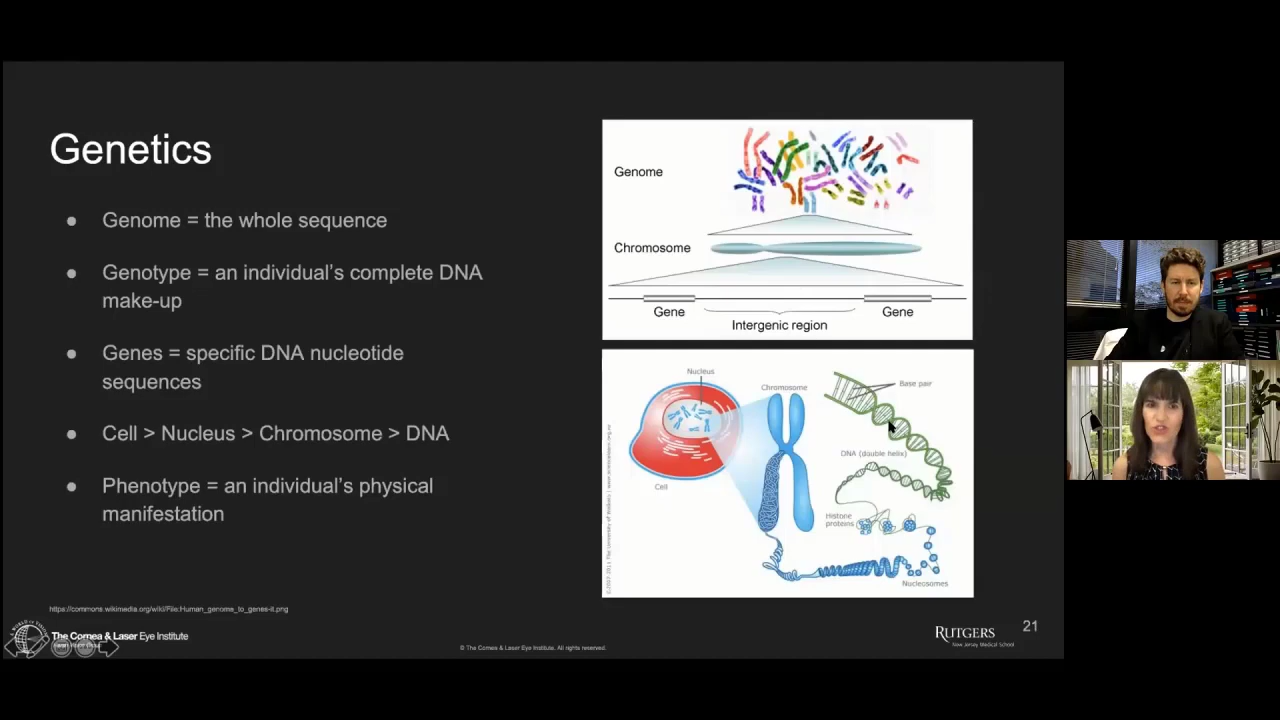 Genetics
● Genome = the whole sequence
● Genotype = an individual's complete DNA
make-up
● Genes = specific DNA nucleotide
sequences
● Cell > Nucleus > Chromosome > DNA
● Phenotype = an individual's physical
manifestation
Genome
Chromosome
Gene
Gene
Intergenic region
Nucleus
Chromosome
Base pair
DNA (double helix)
Cell
Histone
proteins
Nucleosomes
https://commons.wikimedia.org/wiki/File:Human_genome_to_genes-it.png
The Cornea & Laser Eye Institute
© The Cornea & Laser Eye Institute. All rights reserved.
RUTGERS
New Jersey Medical School
21